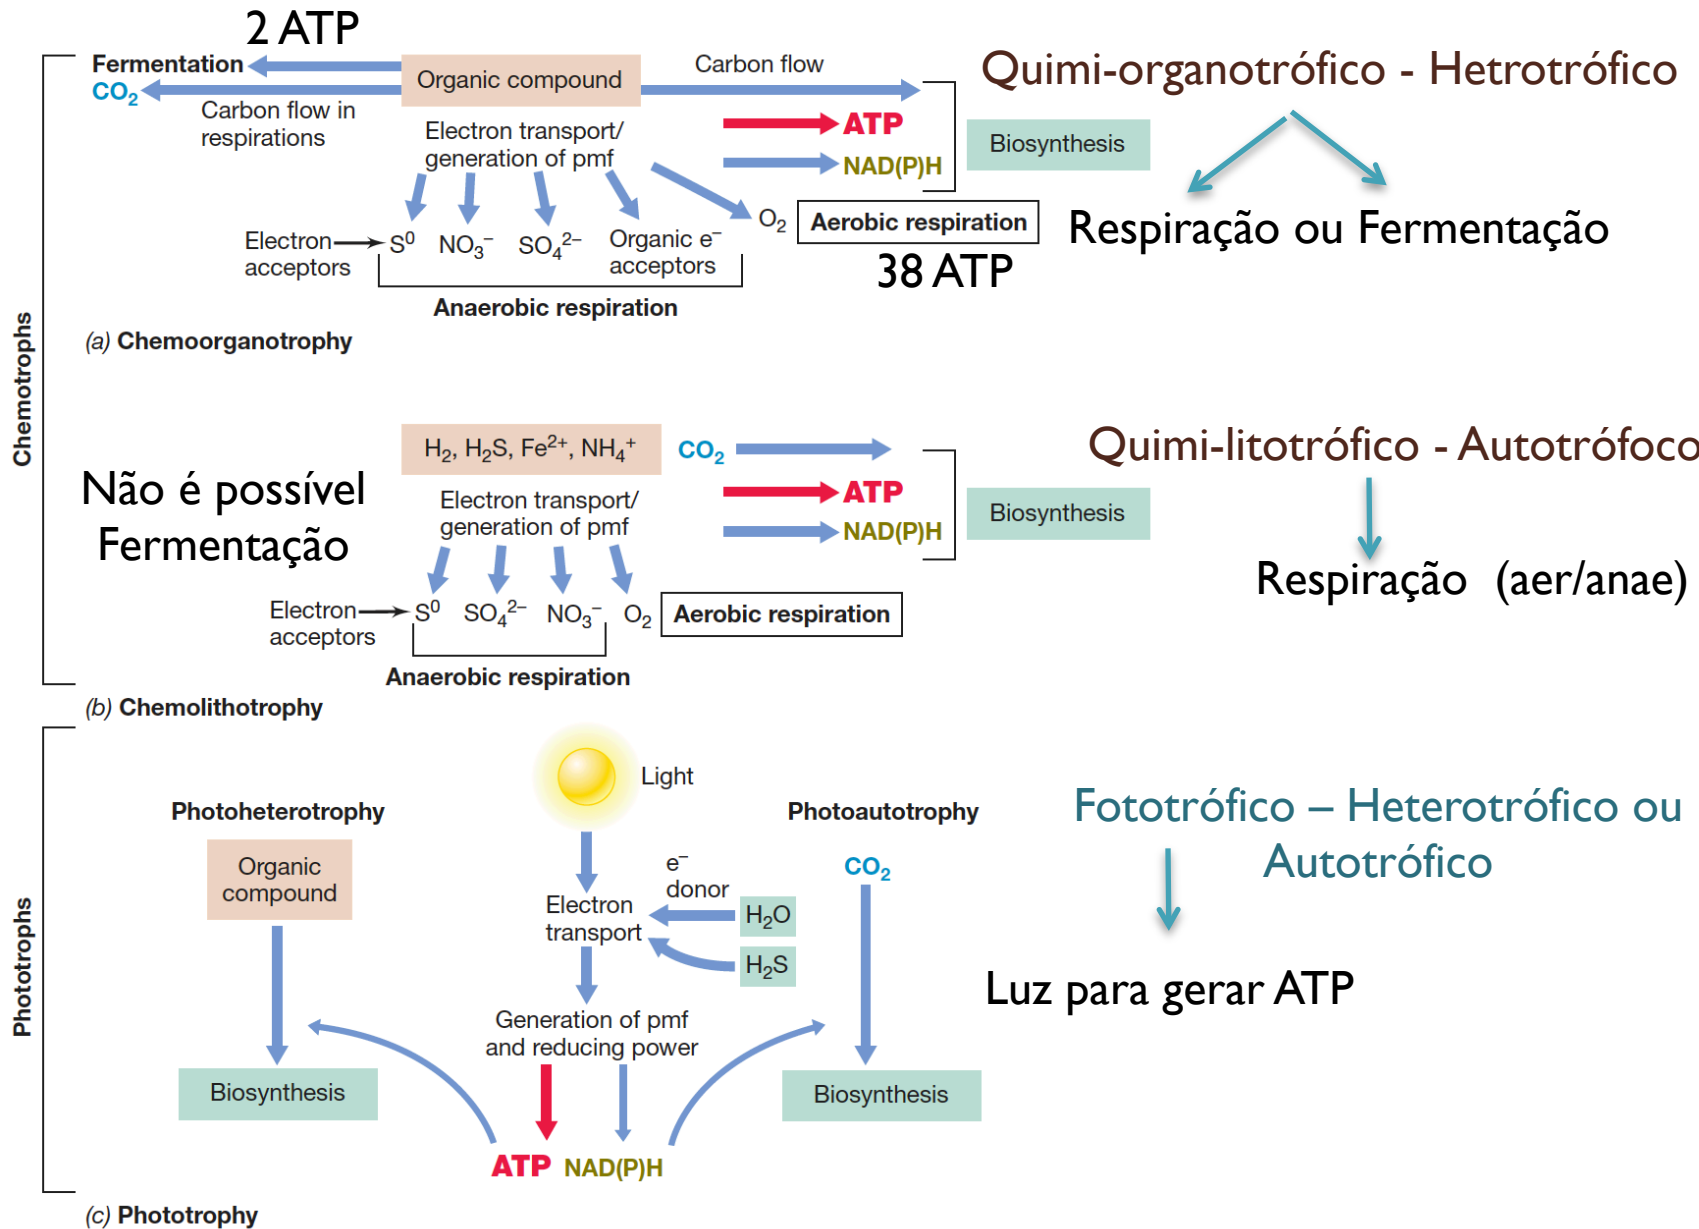 2 ATP
Fermentation
CO₂
Carbon flow in
respirations
Organic compound
Carbon flow
ATP
NAD(P)H
Biosynthesis
Electron transport/
generation of pmf
Electron
acceptors
S⁰
NO₃⁻
SO₄²⁻
Organic e⁻
acceptors
O₂
Aerobic respiration
38 ATP
Anaerobic respiration
(a) Chemoorganotrophy
Quimi-organotrófico - Hetrotrófico
Respiração ou Fermentação
Chemotrophs
Não é possível
Fermentação
H₂, H₂S, Fe²⁺, NH₄⁺
CO₂
ATP
NAD(P)H
Biosynthesis
Electron transport/
generation of pmf
Electron
acceptors
S⁰
SO₄²⁻
NO₃⁻
O₂
Aerobic respiration
Anaerobic respiration
(b) Chemolithotrophy
Quimi-litotrófico - Autotrófoco
Respiração (aer/anae)
Phototrophs
Light
Photoheterotrophy
Organic
compound
Biosynthesis
Electron
transport
e⁻
donor
H₂O
H₂S
Generation of pmf
and reducing power
ATP
NAD(P)H
Photoautotrophy
CO₂
Biosynthesis
(c) Phototrophy
Fototrófico – Heterotrófico ou
Autotrófico
Luz para gerar ATP